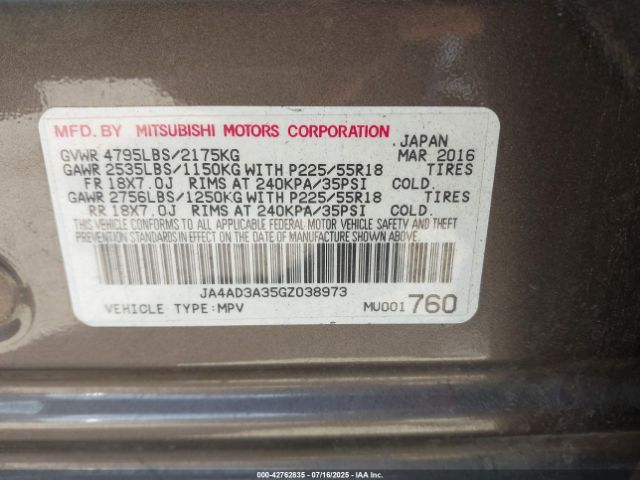 MFD.BY MITSUBISHI MOTORS CORPORATION
.JAPAN
GVWR 4795LBS/2175KG MAR 2016
GAWR 2535LBS/1150KG WITH P225/55R18 TIRES
FR 18X7.0J RIMS AT 240KPA/35PSI COLD.
GAWR 2756LBS/1250KG WITH P225/55R18 TIRES
RR 18X7.0J RIMS AT 240KPA/35PSI COLD.
THIS VEHICLE CONFORMS TO ALL APPLICABLE FEDERAL MOTOR VEHICLE SAFETY AND THEFT
PREVENTION STANDARDS IN EFFECT ON THE DATE OF MANUFACTURE SHOWN ABOVE.
JA4AD3A35GZ038973
VEHICLE TYPE:MPV MU001760
000-42762835 - 07/16/2025 - IAA Inc.